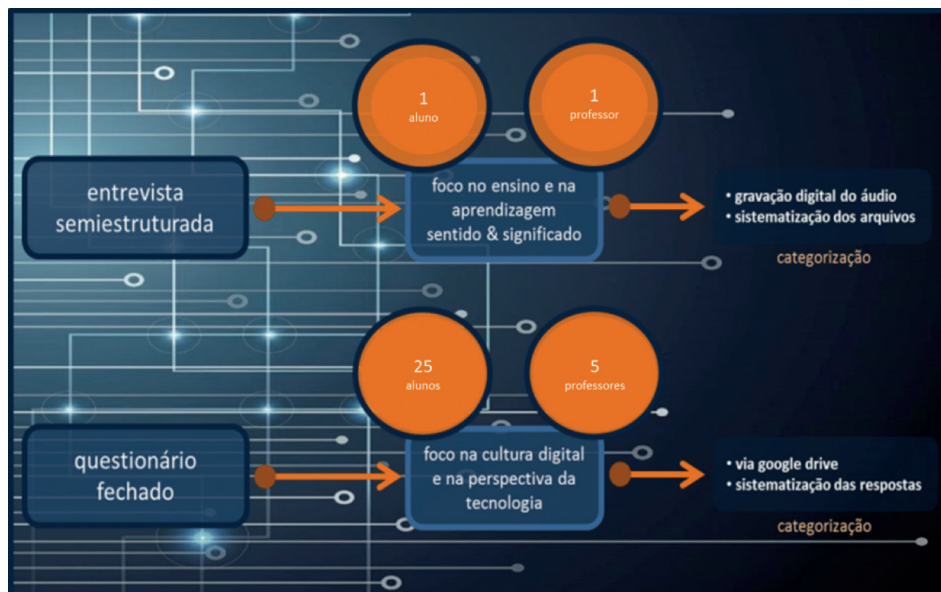 1
aluno
1
professor
entrevista
semiestruturada
foco no ensino e na
aprendizagem
sentido & significado
• gravação digital do áudio
• sistematização dos arquivos
categorização
25
alunos
5
professores
questionário
fechado
foco na cultura digital
e na perspectiva da
tecnologia
• via google drive
• sistematização das respostas
categorização